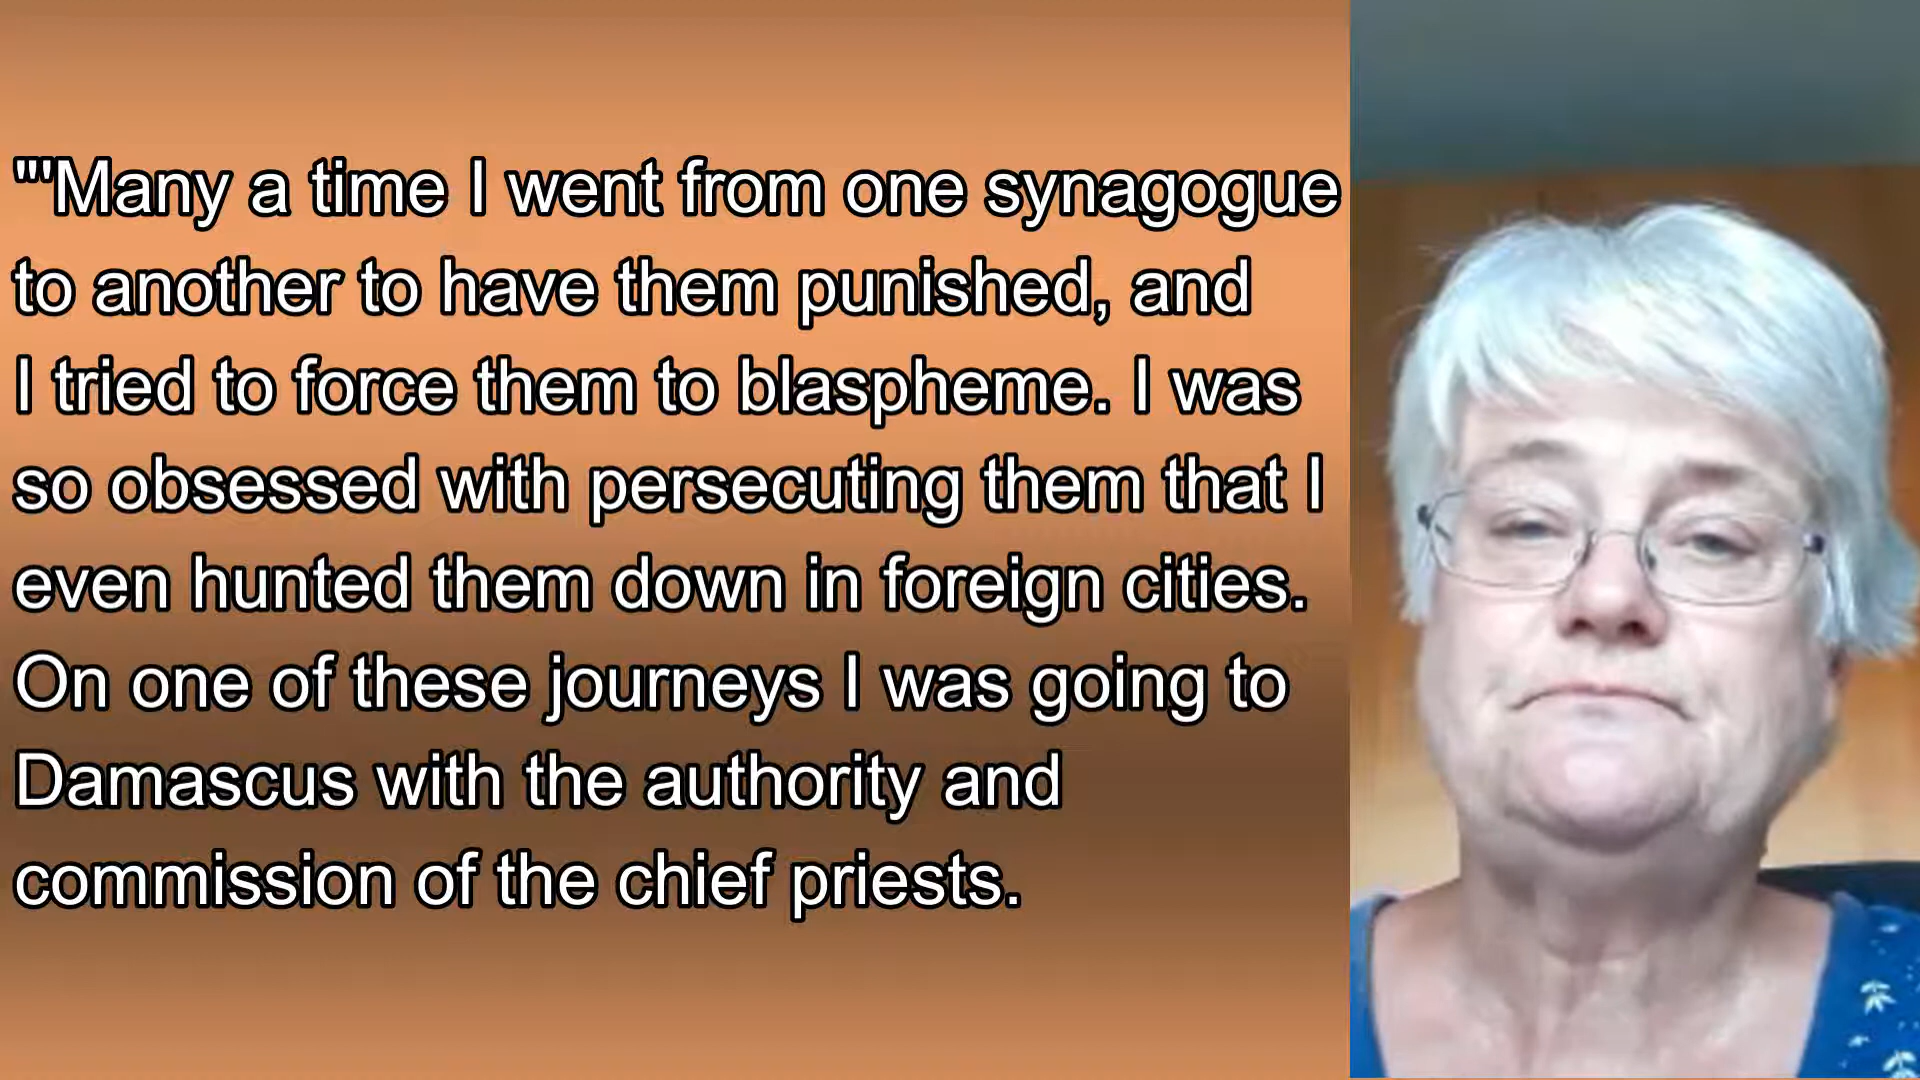 "'Many a time I went from one synagogue
to another to have them punished, and
I tried to force them to blaspheme. I was
so obsessed with persecuting them that I
even hunted them down in foreign cities.
On one of these journeys I was going to
Damascus with the authority and
commission of the chief priests.